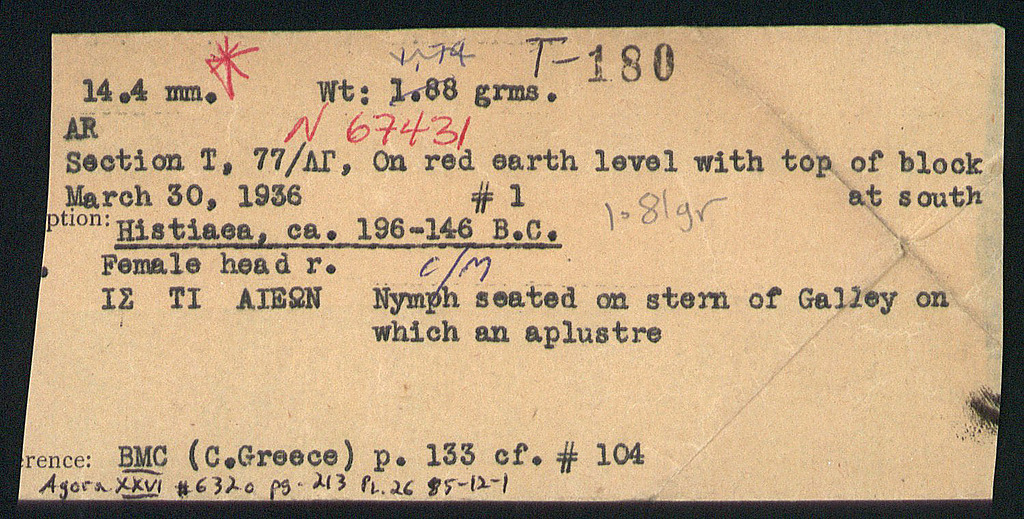 T-180
14.4 mm. Wt: 1.88 grms.
AR N 67431
Section T, 77/ΛΓ, On red earth level with top of block
March 30, 1936 # 1 at south
1.81gr
ption: Histiaea, ca. 196-146 B.C.
. Female head r. c/m
ΙΣ ΤΙ ΑΙΕΩΝ Nymph seated on stern of Galley on
which an aplustre
rence: BMC (C.Greece) p. 133 cf. # 104
Agora XXVI #632 pg. 213 Pl. 26 85-12-1